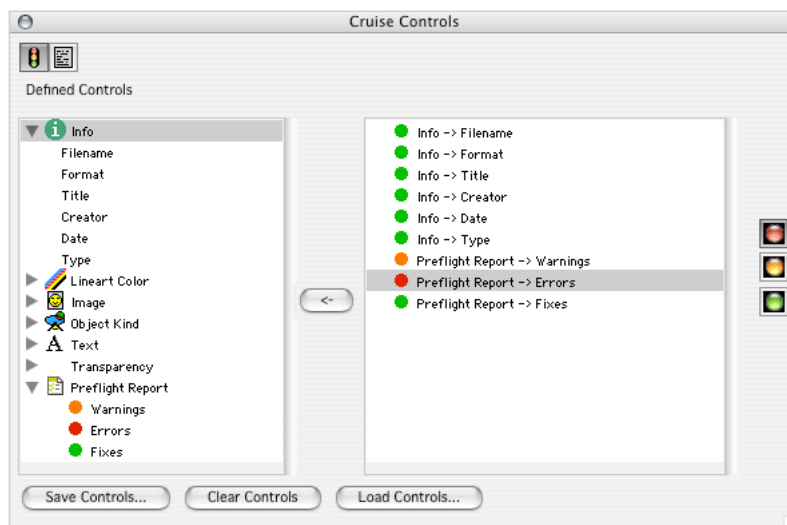 Cruise Controls
Defined Controls
Info
Filename
Format
Title
Creator
Date
Type
Lineart Color
Image
Object Kind
Text
Transparency
Preflight Report
Warnings
Errors
Fixes
<-
Info -> Filename
Info -> Format
Info -> Title
Info -> Creator
Info -> Date
Info -> Type
Preflight Report -> Warnings
Preflight Report -> Errors
Preflight Report -> Fixes
Save Controls... Clear Controls Load Controls...